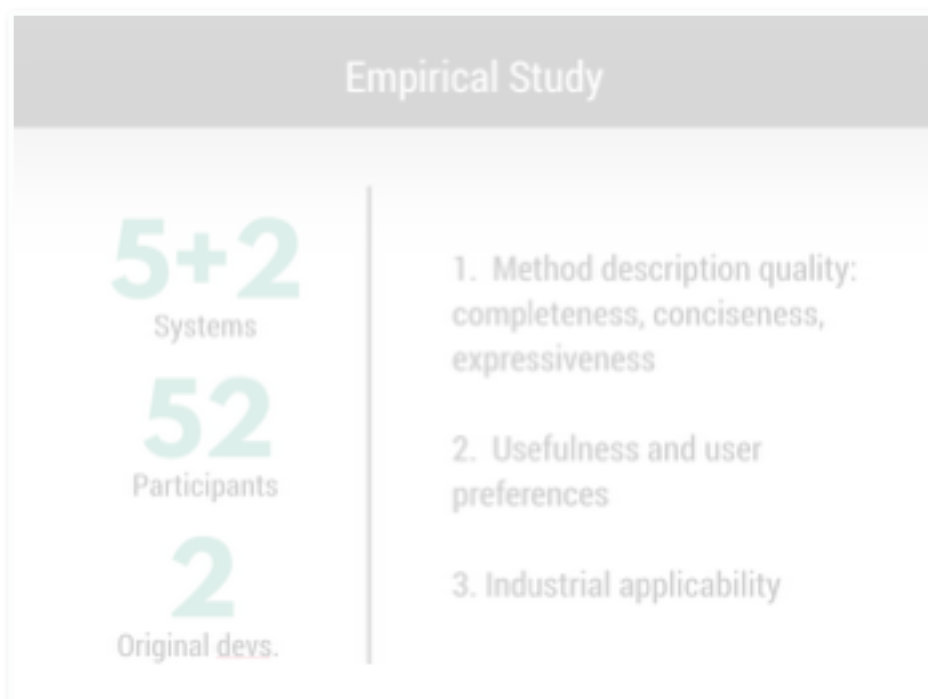 Empirical Study
5+2
Systems
52
Participants
2
Original devs.
1. Method description quality:
completeness, conciseness,
expressiveness
2. Usefulness and user
preferences
3. Industrial applicability